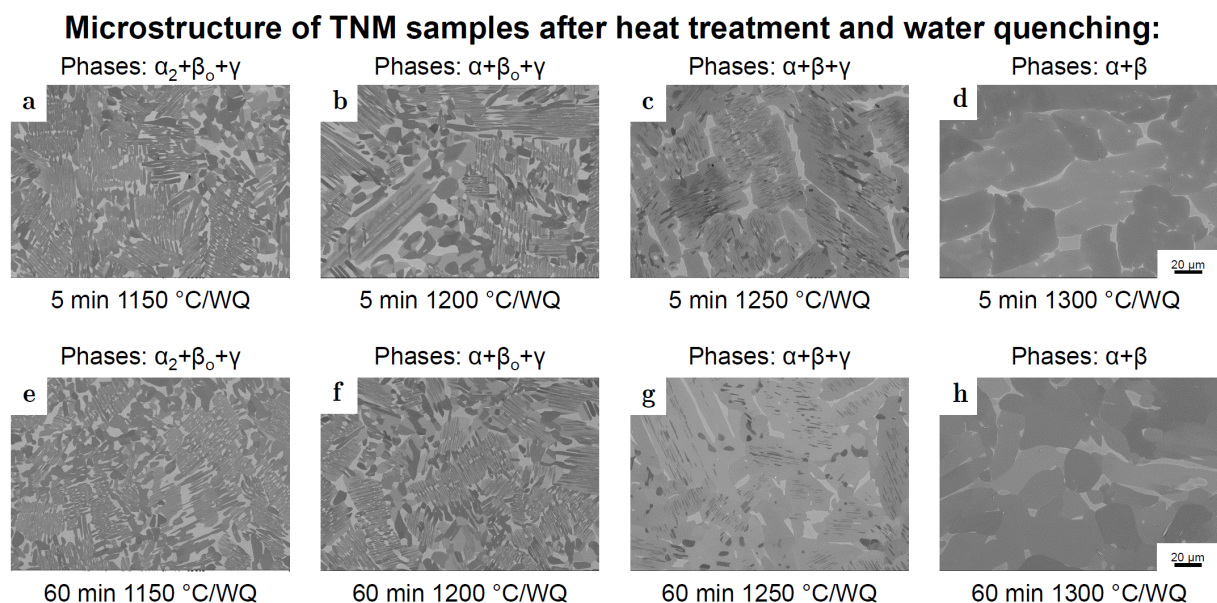 Microstructure of TNM samples after heat treatment and water quenching:
Phases: α₂+βₒ+γ
Phases: α+βₒ+γ
Phases: α+β+γ
Phases: α+β
a
b
c
d
20 µm
5 min 1150 °C/WQ
5 min 1200 °C/WQ
5 min 1250 °C/WQ
5 min 1300 °C/WQ
Phases: α₂+βₒ+γ
Phases: α+βₒ+γ
Phases: α+β+γ
Phases: α+β
e
f
g
h
20 µm
60 min 1150 °C/WQ
60 min 1200 °C/WQ
60 min 1250 °C/WQ
60 min 1300 °C/WQ